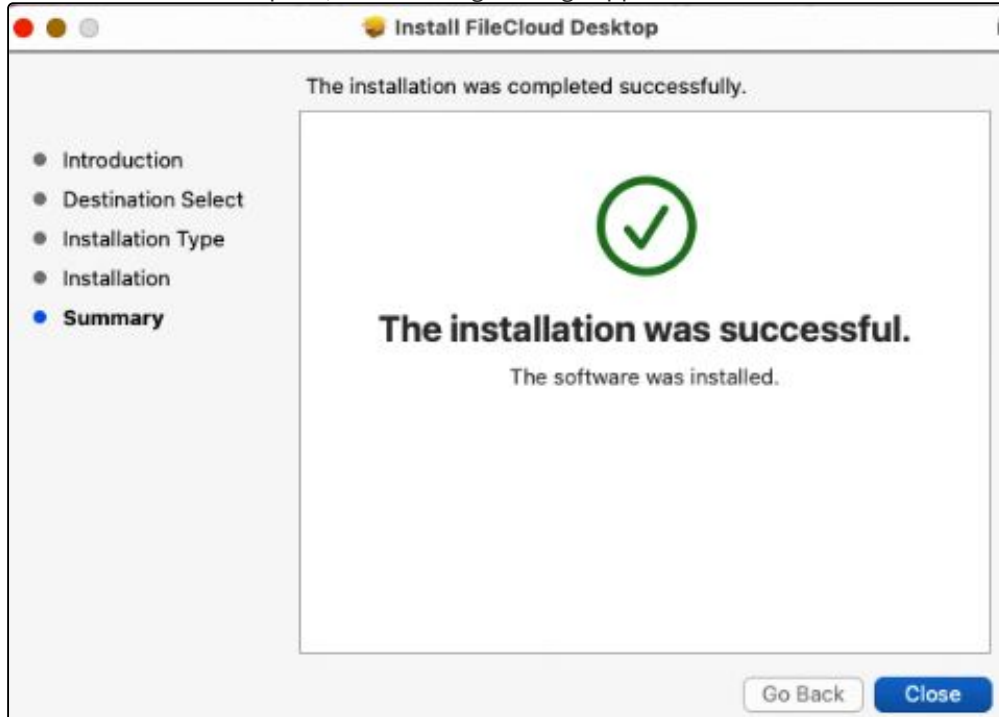 Install FileCloud Desktop
The installation was completed successfully.
Introduction
Destination Select
Installation Type
Installation
Summary
The installation was successful.
The software was installed.
Go Back
Close